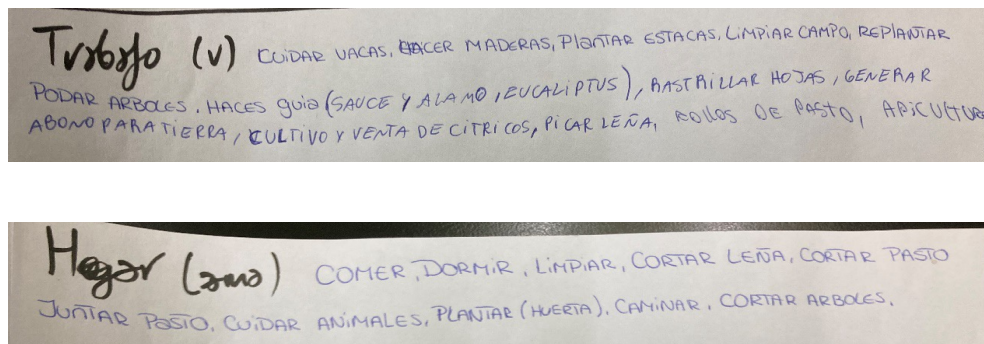 Trabajo (v) CUIDAR VACAS, HACER MADERAS, PlANTAR ESTACAS, LiMPIAR CAMPO, REPLANTAR
PODAR ARBOLES, HACES guia (SAUCE Y ALAMO, EUCALIPTUS), RASTRILLAR HOJAS, GENERAR
ABONO PARA TIERRA, CULTIVO Y VENTA DE CITRICOS, PICAR LEÑA, ROLLOS DE PASTO, APICULTURA
Hogar (amo) COMER, DORMIR, LIMPIAR, CORTAR LEÑA, CORTAR PASTO
JUNTAR PASTO, CUIDAR ANIMALES, PLANTAR (HUERTA), CAMINAR, CORTAR ARBOLES,